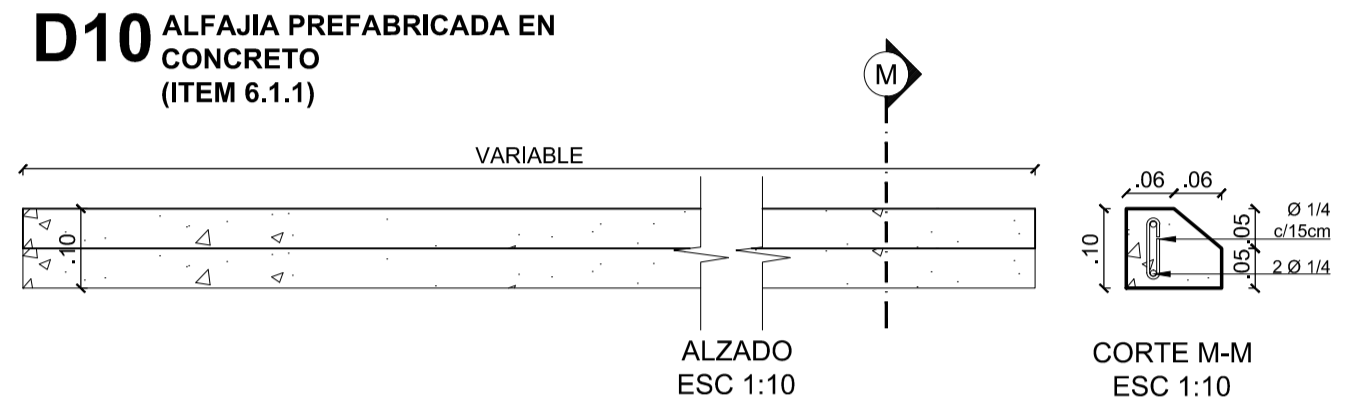 D10 ALFAJIA PREFABRICADA EN
CONCRETO
(ITEM 6.1.1)
M
VARIABLE
.10
ALZADO
ESC 1:10
.06 .06
.10
.05
.05
Ø 1/4
c/15cm
2 Ø 1/4
CORTE M-M
ESC 1:10